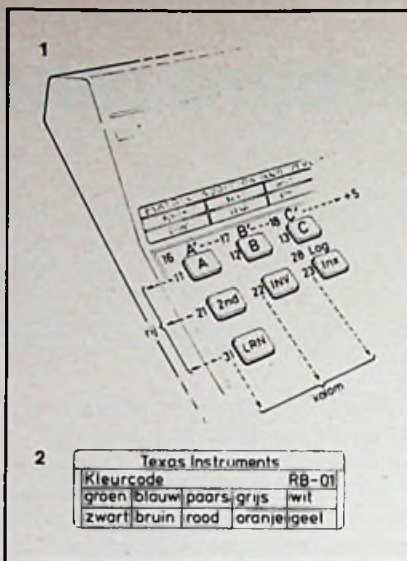 1
16 A' 17 B' 18 C' +5
11 A 12 B 13 C
28 Log
21 2nd 22 INV 23 lnx
rij
31 LRN
kolom
2
Texas Instruments
Kleurcode RB-01
groen blauw paars grijs wit
zwart bruin rood oranje geel